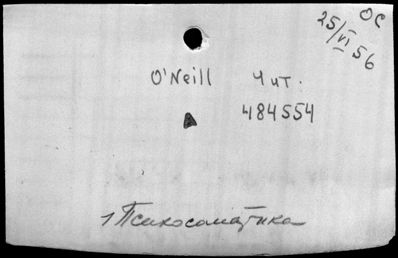 ОС
25/VI 56
O'Neill Чит.
484554
1 Психосоматика